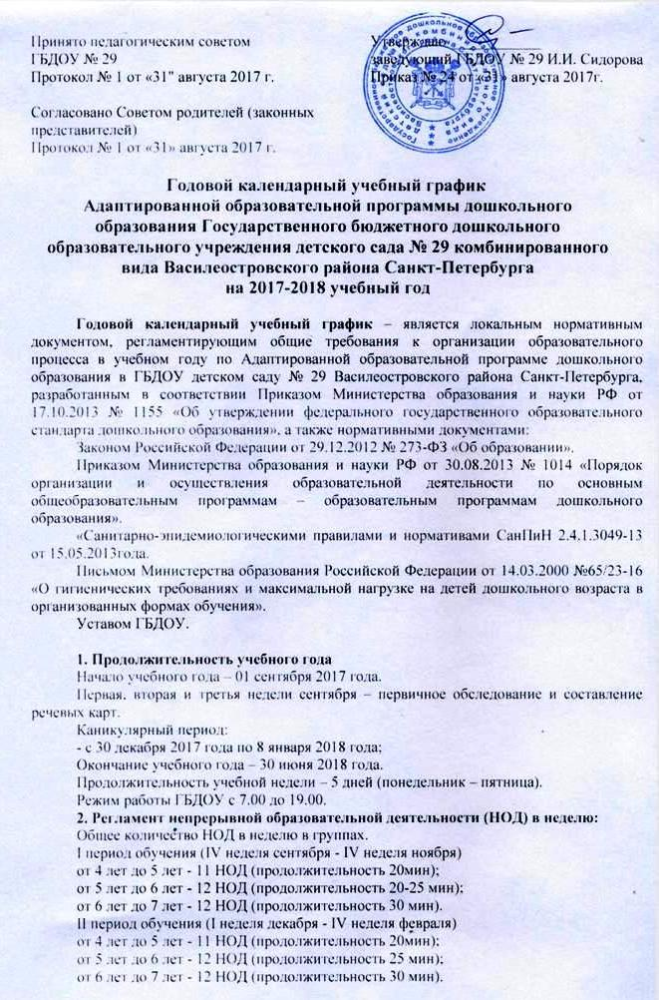 Принято педагогическим советом
ГБДОУ № 29
Протокол № 1 от «31" августа 2017 г.
Согласовано Советом родителей (законных
представителей)
Протокол № 1 от «31» августа 2017 г.
Утверждено
заведующий ГБДОУ № 29 И.И. Сидорова
Приказ № 24 от «31» августа 2017г.
Годовой календарный учебный график
Адаптированной образовательной программы дошкольного
образования Государственного бюджетного дошкольного
образовательного учреждения детского сада № 29 комбинированного
вида Василеостровского района Санкт-Петербурга
на 2017-2018 учебный год
Годовой календарный учебный график – является локальным нормативным
документом, регламентирующим общие требования к организации образовательного
процесса в учебном году по Адаптированной образовательной программе дошкольного
образования в ГБДОУ детском саду № 29 Василеостровского района Санкт-Петербурга,
разработанным в соответствии Приказом Министерства образования и науки РФ от
17.10.2013 № 1155 «Об утверждении федерального государственного образовательного
стандарта дошкольного образования», а также нормативными документами:
Законом Российской Федерации от 29.12.2012 № 273-ФЗ «Об образовании».
Приказом Министерства образования и науки РФ от 30.08.2013 № 1014 «Порядок
организации и осуществления образовательной деятельности по основным
общеобразовательным программам – образовательным программам дошкольного
образования».
«Санитарно-эпидемиологическими правилами и нормативами СанПиН 2.4.1.3049-13
от 15.05.2013года.
Письмом Министерства образования Российской Федерации от 14.03.2000 №65/23-16
«О гигиенических требованиях и максимальной нагрузке на детей дошкольного возраста в
организованных формах обучения».
Уставом ГБДОУ.
1. Продолжительность учебного года
Начало учебного года – 01 сентября 2017 года.
Первая, вторая и третья недели сентября – первичное обследование и составление
речевых карт.
Каникулярный период:
- с 30 декабря 2017 года по 8 января 2018 года;
Окончание учебного года – 30 июня 2018 года.
Продолжительность учебной недели – 5 дней (понедельник – пятница).
Режим работы ГБДОУ с 7.00 до 19.00.
2. Регламент непрерывной образовательной деятельности (НОД) в неделю:
Общее количество НОД в неделю в группах.
I период обучения (IV неделя сентября - IV неделя ноября)
от 4 лет до 5 лет - 11 НОД (продолжительность 20мин);
от 5 лет до 6 лет - 12 НОД (продолжительность 20-25 мин);
от 6 лет до 7 лет - 12 НОД (продолжительность 30 мин).
II период обучения (I неделя декабря - IV неделя февраля)
от 4 лет до 5 лет - 11 НОД (продолжительность 20мин;
от 5 лет до 6 лет - 12 НОД (продолжительность 25 мин;
от 6 лет до 7 лет - 12 НОД (продолжительность 30 мин).